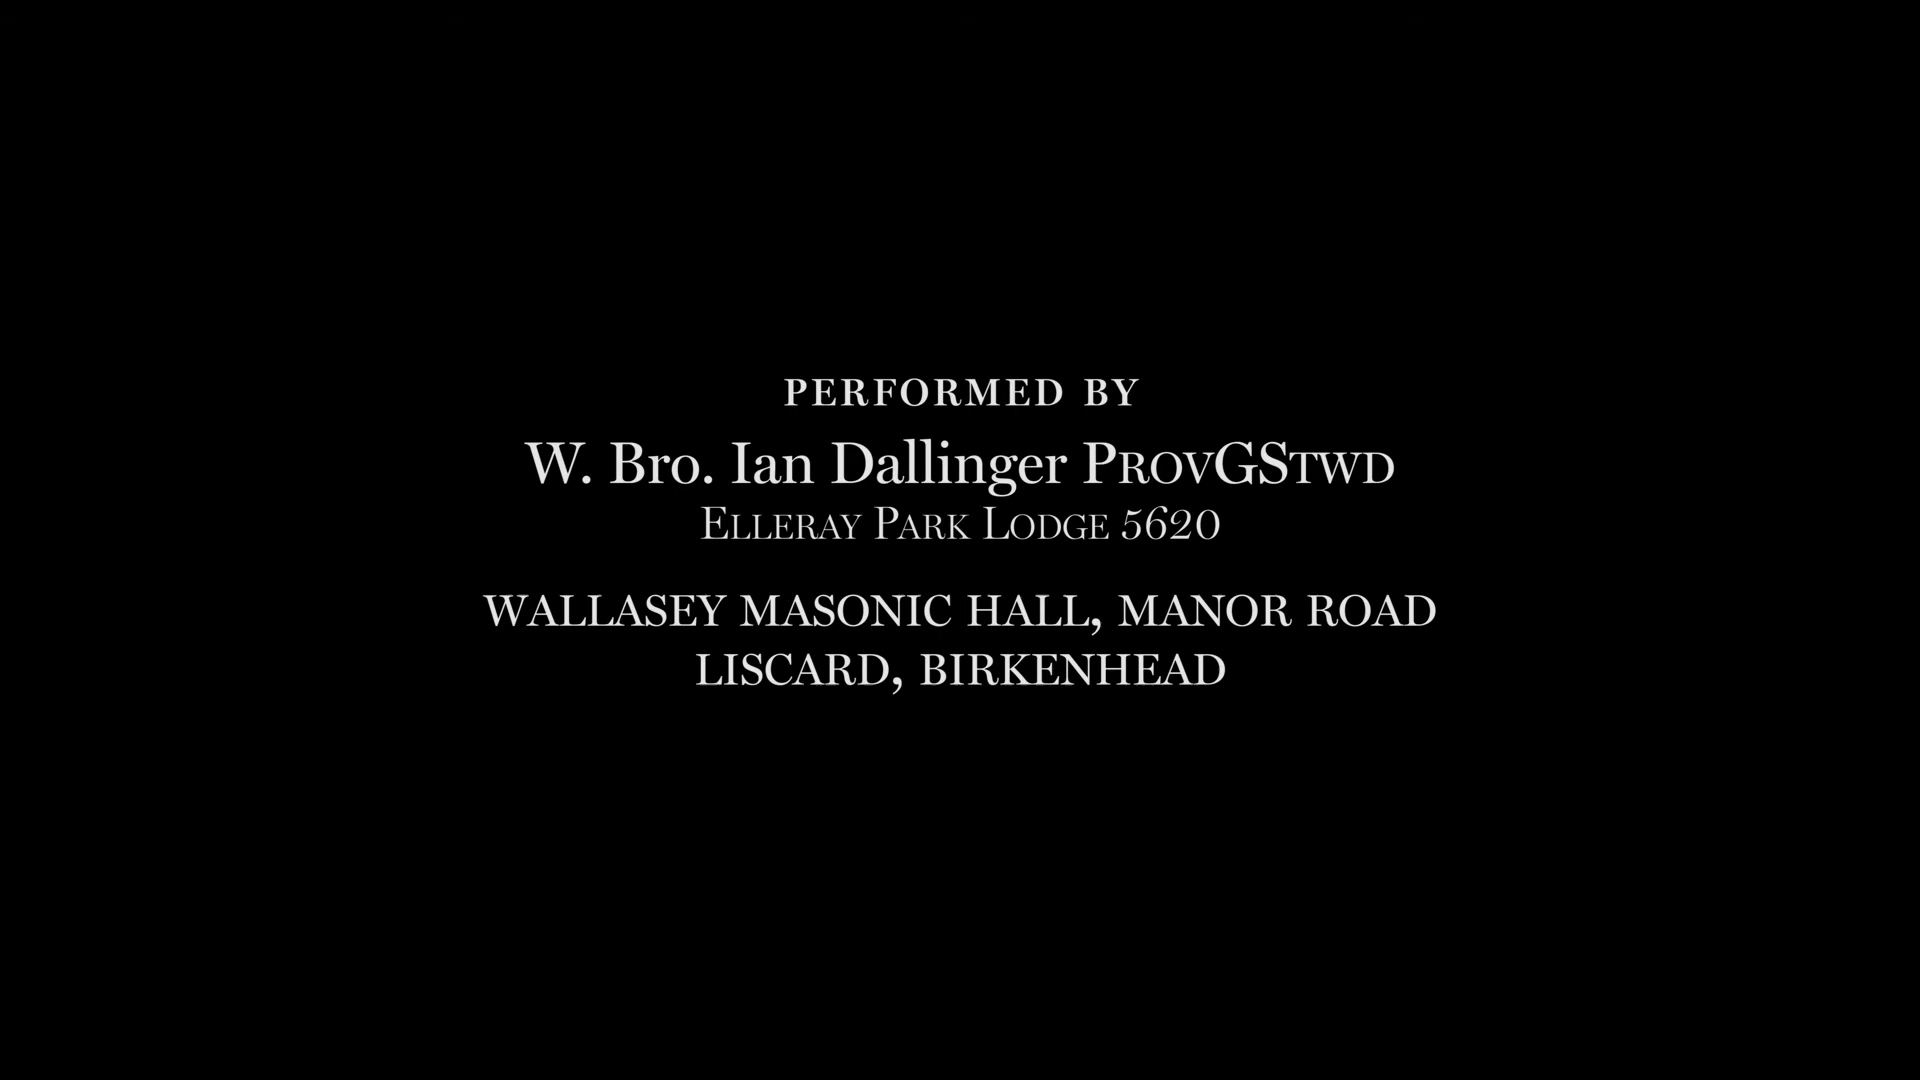 PERFORMED BY
W. Bro. Ian Dallinger PROVGSTWD
ELLERAY PARK LODGE 5620
WALLASEY MASONIC HALL, MANOR ROAD
LISCARD, BIRKENHEAD